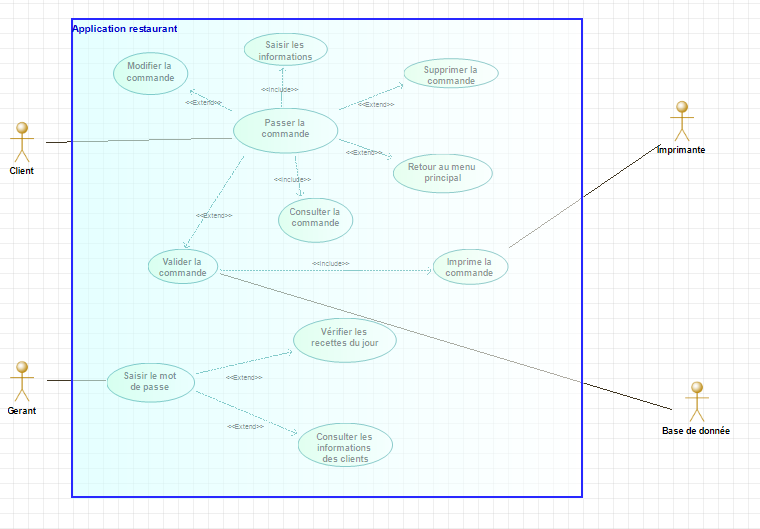 Application restaurant
Saisir les
informations
Modifier la
commande
Supprimer la
commande
<<Include>>
<<Extend>>
<<Extend>>
Passer la
commande
Client
Imprimante
<<Extend>>
Retour au menu
principal
<<Include>>
Consulter la
commande
<<Extend>>
Valider la
commande
<<Include>>
Imprime la
commande
Vérifier les
recettes du jour
Saisir le mot
de passe
<<Extend>>
Gerant
<<Extend>>
Base de donnée
Consulter les
informations
des clients